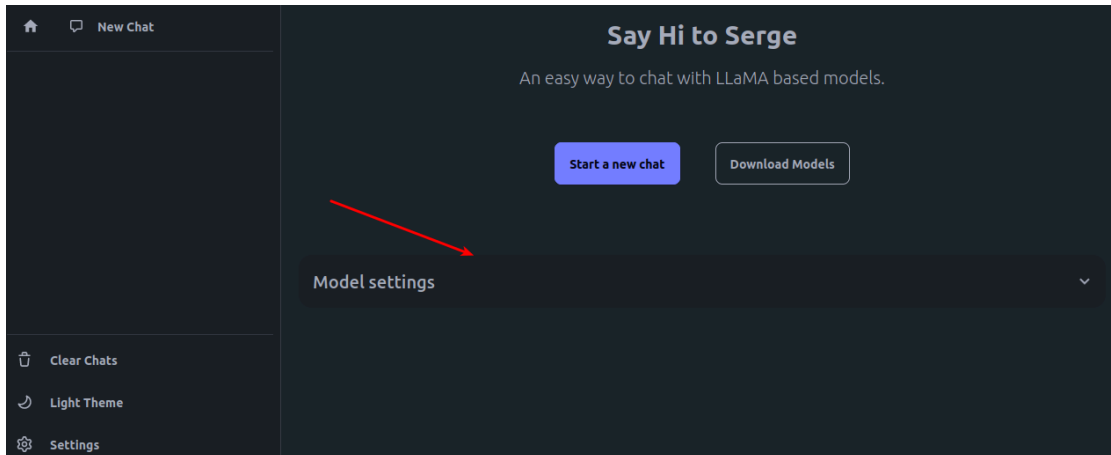 New Chat
Say Hi to Serge
An easy way to chat with LLaMA based models.
Start a new chat
Download Models
Model settings
Clear Chats
Light Theme
Settings